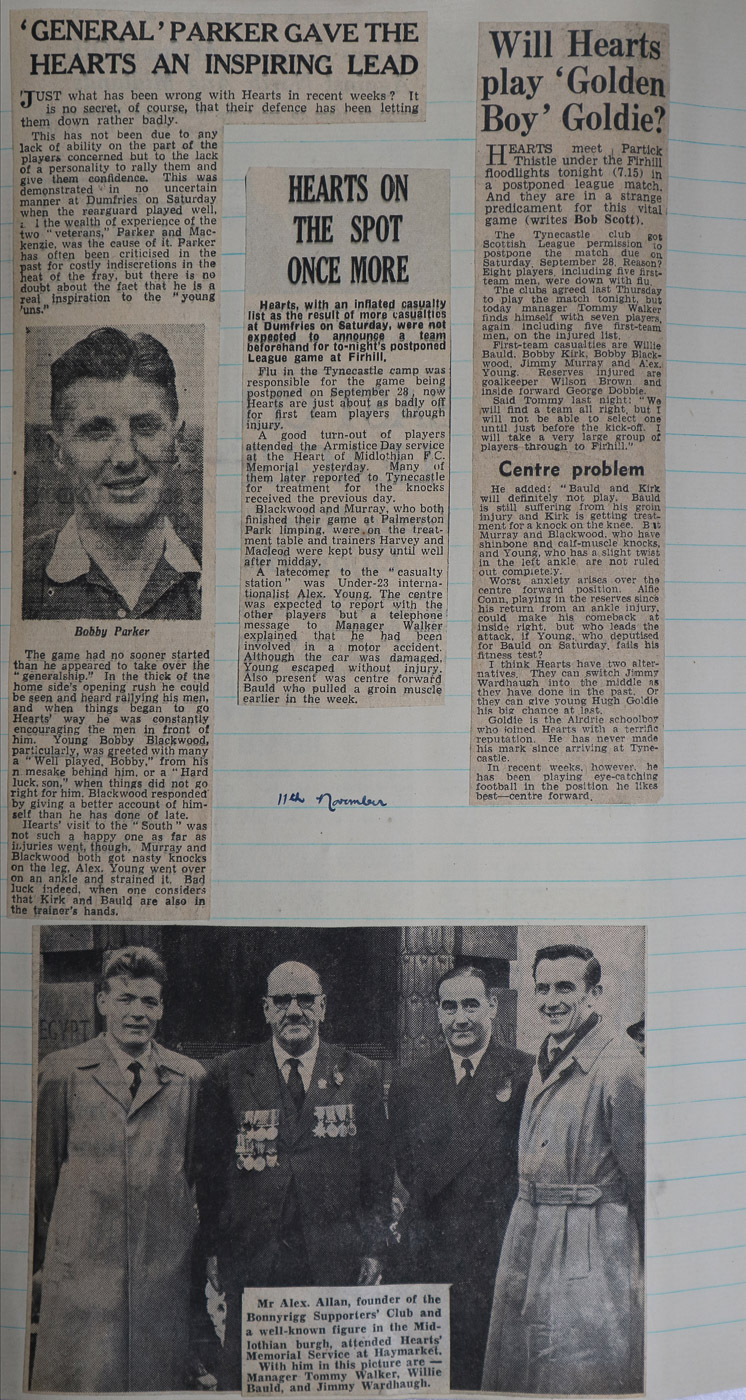 'GENERAL' PARKER GAVE THE
HEARTS AN INSPIRING LEAD
'JUST what has been wrong with Hearts in recent weeks? It
is no secret, of course, that their defence has been letting
them down rather badly.
This has not been due to any
lack of ability on the part of the
players concerned but to the lack
of a personality to rally them and
give them confidence. This was
demonstrated in no uncertain
manner at Dumfries on Saturday
when the rearguard played well,
I the wealth of experience of the
two "veterans," Parker and Mac-
kenzie, was the cause of it. Parker
has often been criticised in the
past for costly indiscretions in the
heat of the fray, but there is no
doubt about the fact that he is a
real inspiration to the "young
'uns."
Bobby Parker
The game had no sooner started
than he appeared to take over the
"generalship." In the thick of the
home side's opening rush he could
be seen and heard rallying his men,
and when things began to go
Hearts' way he was constantly
encouraging the men in front of
him. Young Bobby Blackwood,
particularly, was greeted with many
a "Well played, Bobby," from his
n mesake behind him, or a "Hard
luck, son," when things did not go
right for him. Blackwood responded
by giving a better account of him-
self than he has done of late.
Hearts' visit to the "South" was
not such a happy one as far as
injuries went, though. Murray and
Blackwood both got nasty knocks
on the leg, Alex. Young went over
on an ankle and strained it. Bad
luck indeed, when one considers
that Kirk and Bauld are also in
the trainer's hands.
HEARTS ON
THE SPOT
ONCE MORE
Hearts, with an inflated casualty
list as the result of more casualties
at Dumfries on Saturday, were not
expected to announce a team
beforehand for to-night's postponed
League game at Firhill.
Flu in the Tynecastle camp was
responsible for the game being
postponed on September 28, now
Hearts are just about as badly off
for first team players through
injury.
A good turn-out of players
attended the Armistice Day service
at the Heart of Midlothian F.C.
Memorial yesterday. Many of
them later reported to Tynecastle
for treatment for the knocks
received the previous day.
Blackwood and Murray, who both
finished their game at Palmerston
Park limping, were on the treat-
ment table and trainers Harvey and
Macleod were kept busy until well
after midday.
A latecomer to the "casualty
station" was Under-23 interna-
tionalist Alex. Young. The centre
was expected to report with the
other players but a telephone
message to Manager Walker
explained that he had been
involved in a motor accident.
Although the car was damaged,
Young escaped without injury.
Also present was centre forward
Bauld who pulled a groin muscle
earlier in the week.
11th November
Will Hearts
play 'Golden
Boy' Goldie?
HEARTS meet Partick
Thistle under the Firhill
floodlights tonight (7.15) in
a postponed league match.
And they are in a strange
predicament for this vital
game (writes Bob Scott).
The Tynecastle club got
Scottish League permission to
postpone the match due on
Saturday, September 28. Reason?
Eight players, including five first-
team men, were down with flu.
The clubs agreed last Thursday
to play the match tonight, but
today manager Tommy Walker
finds himself with seven players,
again including five first-team
men, on the injured list.
First-team casualties are Willie
Bauld, Bobby Kirk, Bobby Black-
wood, Jimmy Murray and Alex.
Young. Reserves injured are
goalkeeper Wilson Brown and
inside forward George Dobbie.
Said Tommy last night: "We
will find a team all right, but I
will not be able to select one
until just before the kick-off. I
will take a very large group of
players through to Firhill."
Centre problem
He added: "Bauld and Kirk
will definitely not play. Bauld
is still suffering from his groin
injury and Kirk is getting treat-
ment for a knock on the knee. But
Murray and Blackwood, who have
shinbone and calf-muscle knocks,
and Young, who has a slight twist
in the left ankle, are not ruled
out completely.
Worst anxiety arises over the
centre forward position. Alfie
Conn, playing in the reserves since
his return from an ankle injury,
could make his comeback at
inside right, but who leads the
attack, if Young, who deputised
for Bauld on Saturday, fails his
fitness test?
I think Hearts have two alter-
natives. They can switch Jimmy
Wardhaugh into the middle as
they have done in the past. Or
they can give young Hugh Goldie
his big chance at last.
Goldie is the Airdrie schoolboy
who joined Hearts with a terrific
reputation. He has never made
his mark since arriving at Tyne-
castle.
In recent weeks, however, he
has been playing eye-catching
football in the position he likes
best—centre forward.
EGYPT
Mr Alex. Allan, founder of the
Bonnyrigg Supporters' Club and
a well-known figure in the Mid-
lothian burgh, attended Hearts'
Memorial Service at Haymarket.
With him in this picture are —
Manager Tommy Walker, Willie
Bauld, and Jimmy Wardhaugh.